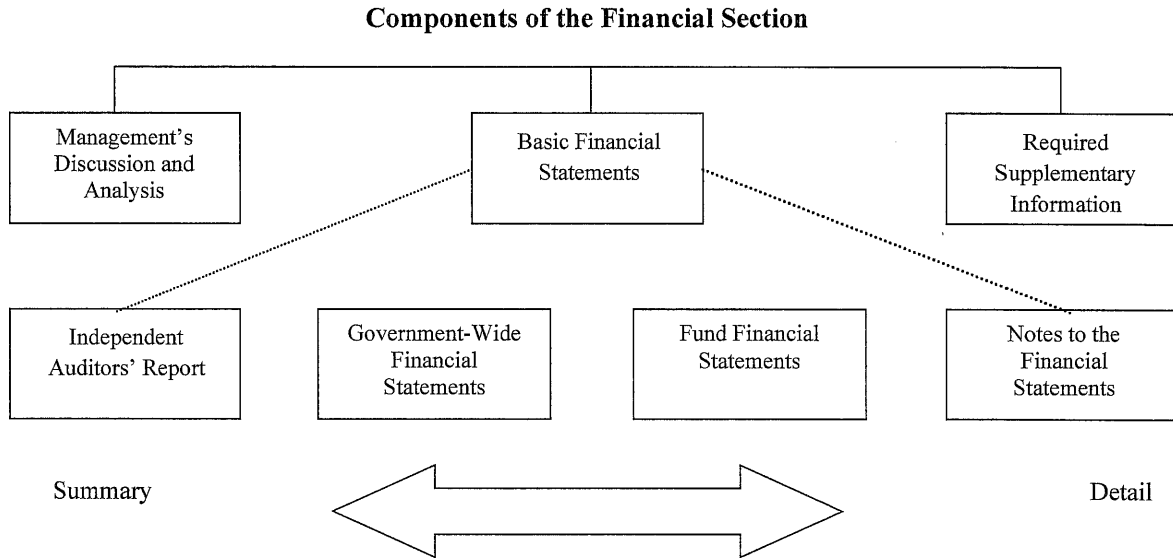 Components of the Financial Section
Management's
Discussion and
Analysis
Basic Financial
Statements
Required
Supplementary
Information
Independent
Auditors' Report
Government-Wide
Financial
Statements
Fund Financial
Statements
Notes to the
Financial
Statements
Summary
Detail